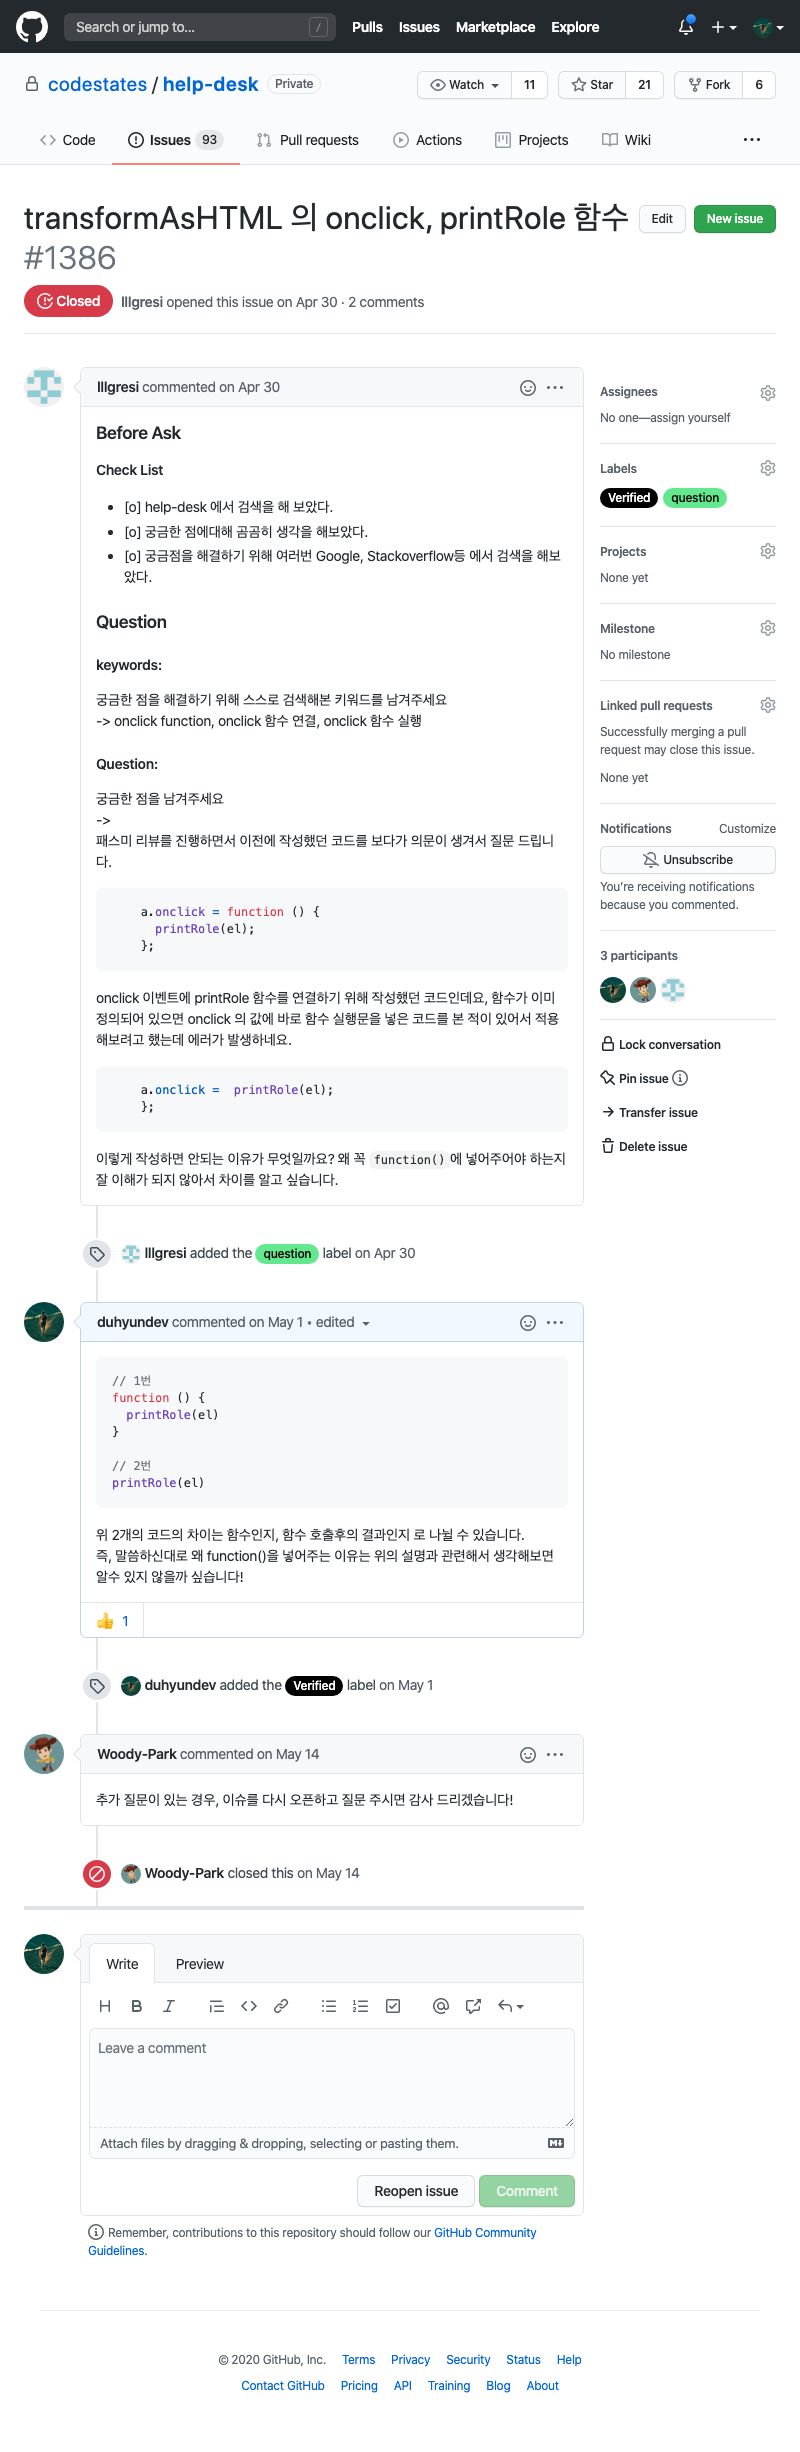 Search or jump to... /
Pulls Issues Marketplace Explore
codestates / help-desk Private
Watch 11 Star 21 Fork 6
Code Issues 93 Pull requests Actions Projects Wiki ...
transformAsHTML 의 onclick, printRole 함수
#1386
Edit New issue
Closed lllgresi opened this issue on Apr 30 · 2 comments
lllgresi commented on Apr 30
Before Ask
Check List
[o] help-desk 에서 검색을 해 보았다.
[o] 궁금한 점에대해 곰곰히 생각을 해보았다.
[o] 궁금점을 해결하기 위해 여러번 Google, Stackoverflow등 에서 검색을 해보
았다.
Question
keywords:
궁금한 점을 해결하기 위해 스스로 검색해본 키워드를 남겨주세요
-> onclick function, onclick 함수 연결, onclick 함수 실행
Question:
궁금한 점을 남겨주세요
->
패스미 리뷰를 진행하면서 이전에 작성했던 코드를 보다가 의문이 생겨서 질문 드립니
다.
a.onclick = function () {
printRole(el);
};
onclick 이벤트에 printRole 함수를 연결하기 위해 작성했던 코드인데요, 함수가 이미
정의되어 있으면 onclick 의 값에 바로 함수 실행문을 넣은 코드를 본 적이 있어서 적용
해보려고 했는데 에러가 발생하네요.
a.onclick =  printRole(el);
};
이렇게 작성하면 안되는 이유가 무엇일까요? 왜 꼭 function() 에 넣어주어야 하는지
잘 이해가 되지 않아서 차이를 알고 싶습니다.
lllgresi added the question label on Apr 30
duhyundev commented on May 1 • edited
// 1번
function () {
printRole(el)
}
// 2번
printRole(el)
위 2개의 코드의 차이는 함수인지, 함수 호출후의 결과인지 로 나뉠 수 있습니다.
즉, 말씀하신대로 왜 function()을 넣어주는 이유는 위의 설명과 관련해서 생각해보면
알수 있지 않을까 싶습니다!
👍 1
duhyundev added the Verified label on May 1
Woody-Park commented on May 14
추가 질문이 있는 경우, 이슈를 다시 오픈하고 질문 주시면 감사 드리겠습니다!
Woody-Park closed this on May 14
Assignees
No one—assign yourself
Labels
Verified question
Projects
None yet
Milestone
No milestone
Linked pull requests
Successfully merging a pull
request may close this issue.
None yet
Notifications Customize
Unsubscribe
You're receiving notifications
because you commented.
3 participants
Lock conversation
Pin issue
Transfer issue
Delete issue
Write Preview
Leave a comment
Attach files by dragging & dropping, selecting or pasting them.
Reopen issue Comment
Remember, contributions to this repository should follow our GitHub Community
Guidelines.
© 2020 GitHub, Inc. Terms Privacy Security Status Help
Contact GitHub Pricing API Training Blog About